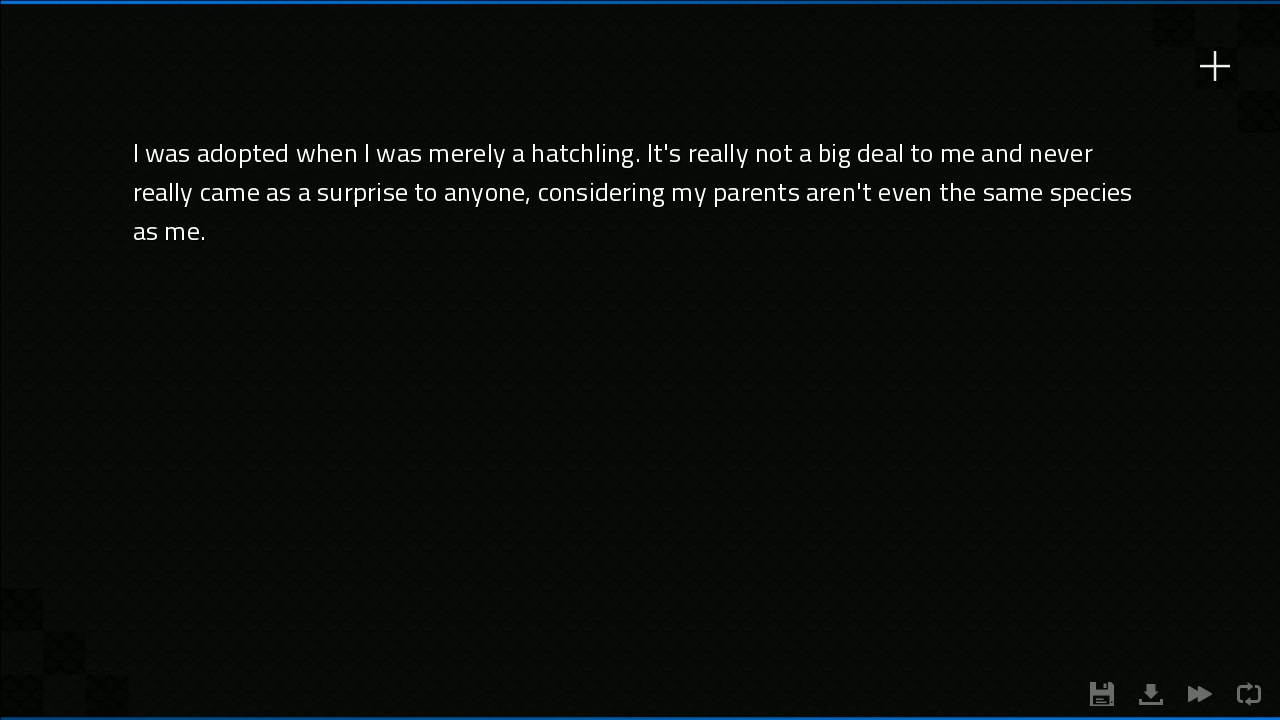 I was adopted when I was merely a hatchling. It's really not a big deal to me and never
really came as a surprise to anyone, considering my parents aren't even the same species
as me.